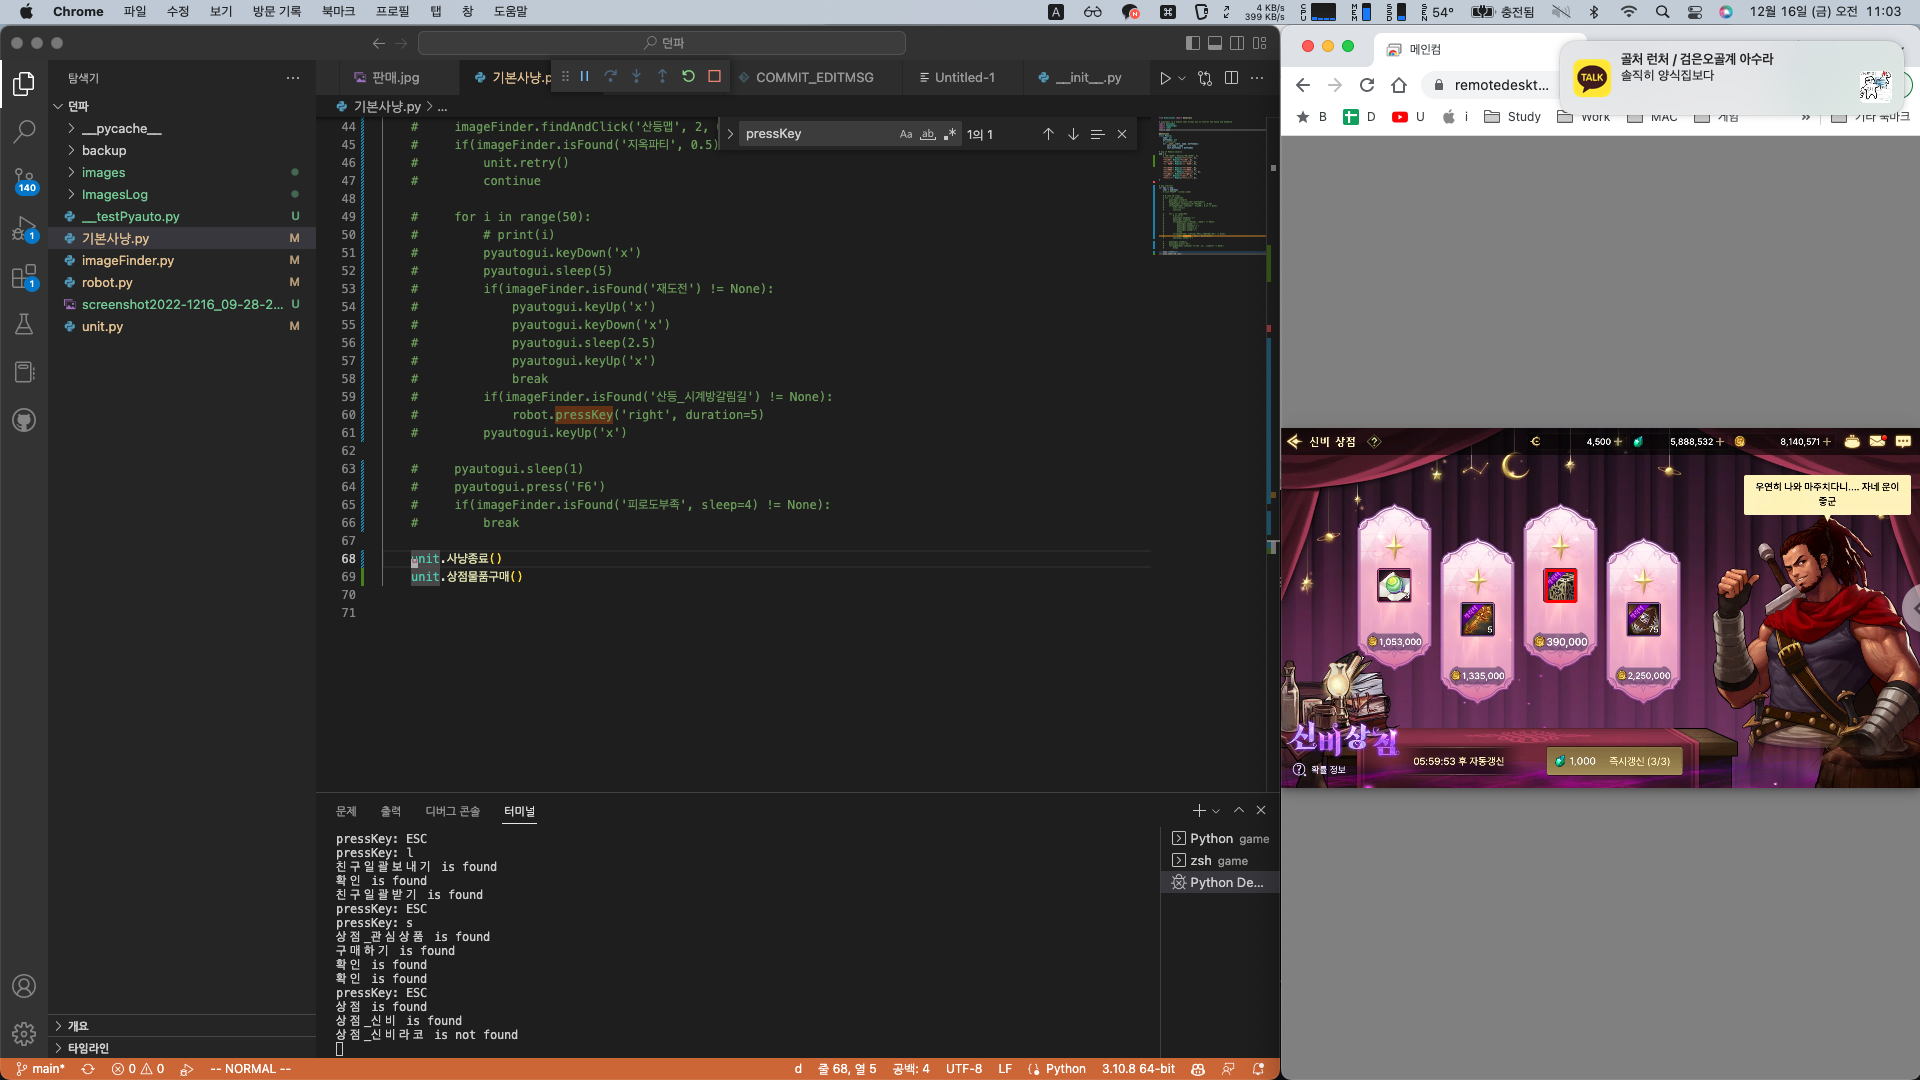 Chrome 파일 수정 보기 방문 기록 북마크 프로필 탭 창 도움말
A 4 KB/s 399 KB/s 54° 충전됨 12월 16일 (금) 오전 11:03
던파
탐색기
던파
__pycache__
backup
images
ImagesLog
__testPyauto.py U
기본사냥.py M
imageFinder.py M
robot.py M
screenshot2022-1216_09-28-2... U
unit.py M
140
1
1
개요
타임라인
판매.jpg 기본사냥.p COMMIT_EDITMSG Untitled-1 __init__.py
기본사냥.py > ...
pressKey Aa ab 1의 1
44 # imageFinder.findAndClick('산등맵', 2,
45 # if(imageFinder.isFound('지옥파티', 0.5)
46 # unit.retry()
47 # continue
48
49 # for i in range(50):
50 # # print(i)
51 # pyautogui.keyDown('x')
52 # pyautogui.sleep(5)
53 # if(imageFinder.isFound('재도전') != None):
54 # pyautogui.keyUp('x')
55 # pyautogui.keyDown('x')
56 # pyautogui.sleep(2.5)
57 # pyautogui.keyUp('x')
58 # break
59 # if(imageFinder.isFound('산등_시계방갈림길') != None):
60 # robot.pressKey('right', duration=5)
61 # pyautogui.keyUp('x')
62
63 # pyautogui.sleep(1)
64 # pyautogui.press('F6')
65 # if(imageFinder.isFound('피로도부족', sleep=4) != None):
66 # break
67
68 unit.사냥종료()
69 unit.상점물품구매()
70
71
문제 출력 디버그 콘솔 터미널
pressKey: ESC
pressKey: l
친구일괄보내기 is found
확인 is found
친구일괄받기 is found
pressKey: ESC
pressKey: s
상점_관심상품 is found
구매하기 is found
확인 is found
확인 is found
pressKey: ESC
상점 is found
상점_신비 is found
상점_신비라코 is not found
Python game
zsh game
Python De...
main* 0 0 -- NORMAL -- d 줄 68, 열 5 공백: 4 UTF-8 LF Python 3.10.8 64-bit
메인컴
remotedeskt...
TALK
골처 런처 / 검은오골계 아수라
솔직히 양식집보다
B D U i Study Work MAC 게임 » 기타 북마크
신비 상점 ? 4,500 + 5,888,532 + 8,140,571 +
우연히 나와 마주치다니.... 자네 운이
좋군
1,053,000
5
1,335,000
390,000
75
2,250,000
신비상점
확률 정보
05:59:53 후 자동갱신
1,000 즉시갱신 (3/3)